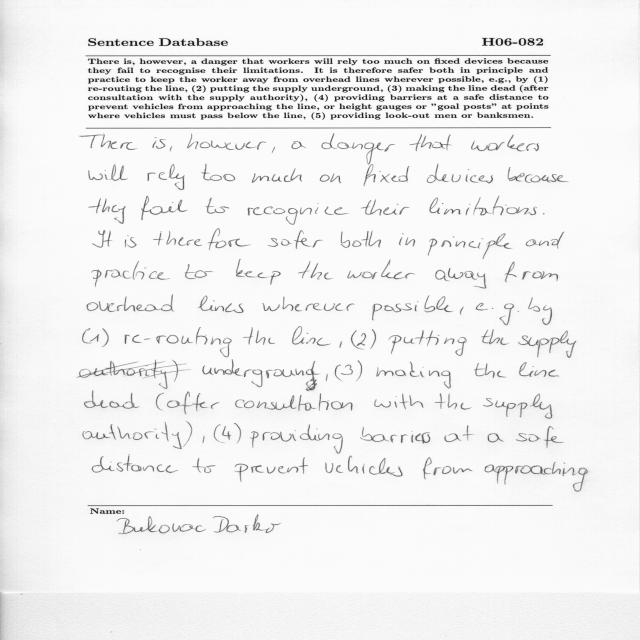 Sentence Database H06-082
There is, however, a danger that workers will rely too much on fixed devices because
they fail to recognise their limitations. It is therefore safer both in principle and
practice to keep the worker away from overhead lines wherever possible, e.g., by (1)
re-routing the line, (2) putting the supply underground, (3) making the line dead (after
consultation with the supply authority), (4) providing barriers at a safe distance to
prevent vehicles from approaching the line, or height gauges or "goal posts" at points
where vehicles must pass below the line, (5) providing look-out men or banksmen.
There is, however, a danger that workers
will rely too much on fixed devices because
they fail to recognice their limitations.
It is therefore safer both in principle and
practice to keep the worker away from
overhead lines wherever possible, e.g. by
(1) re-routing the line, (2) putting the supply
authority) underground, (3) making the line
dead (after consultation with the supply
authority), (4) providing barries at a safe
distance to prevent vehicles from approaching
Name:
Bukovac Darko